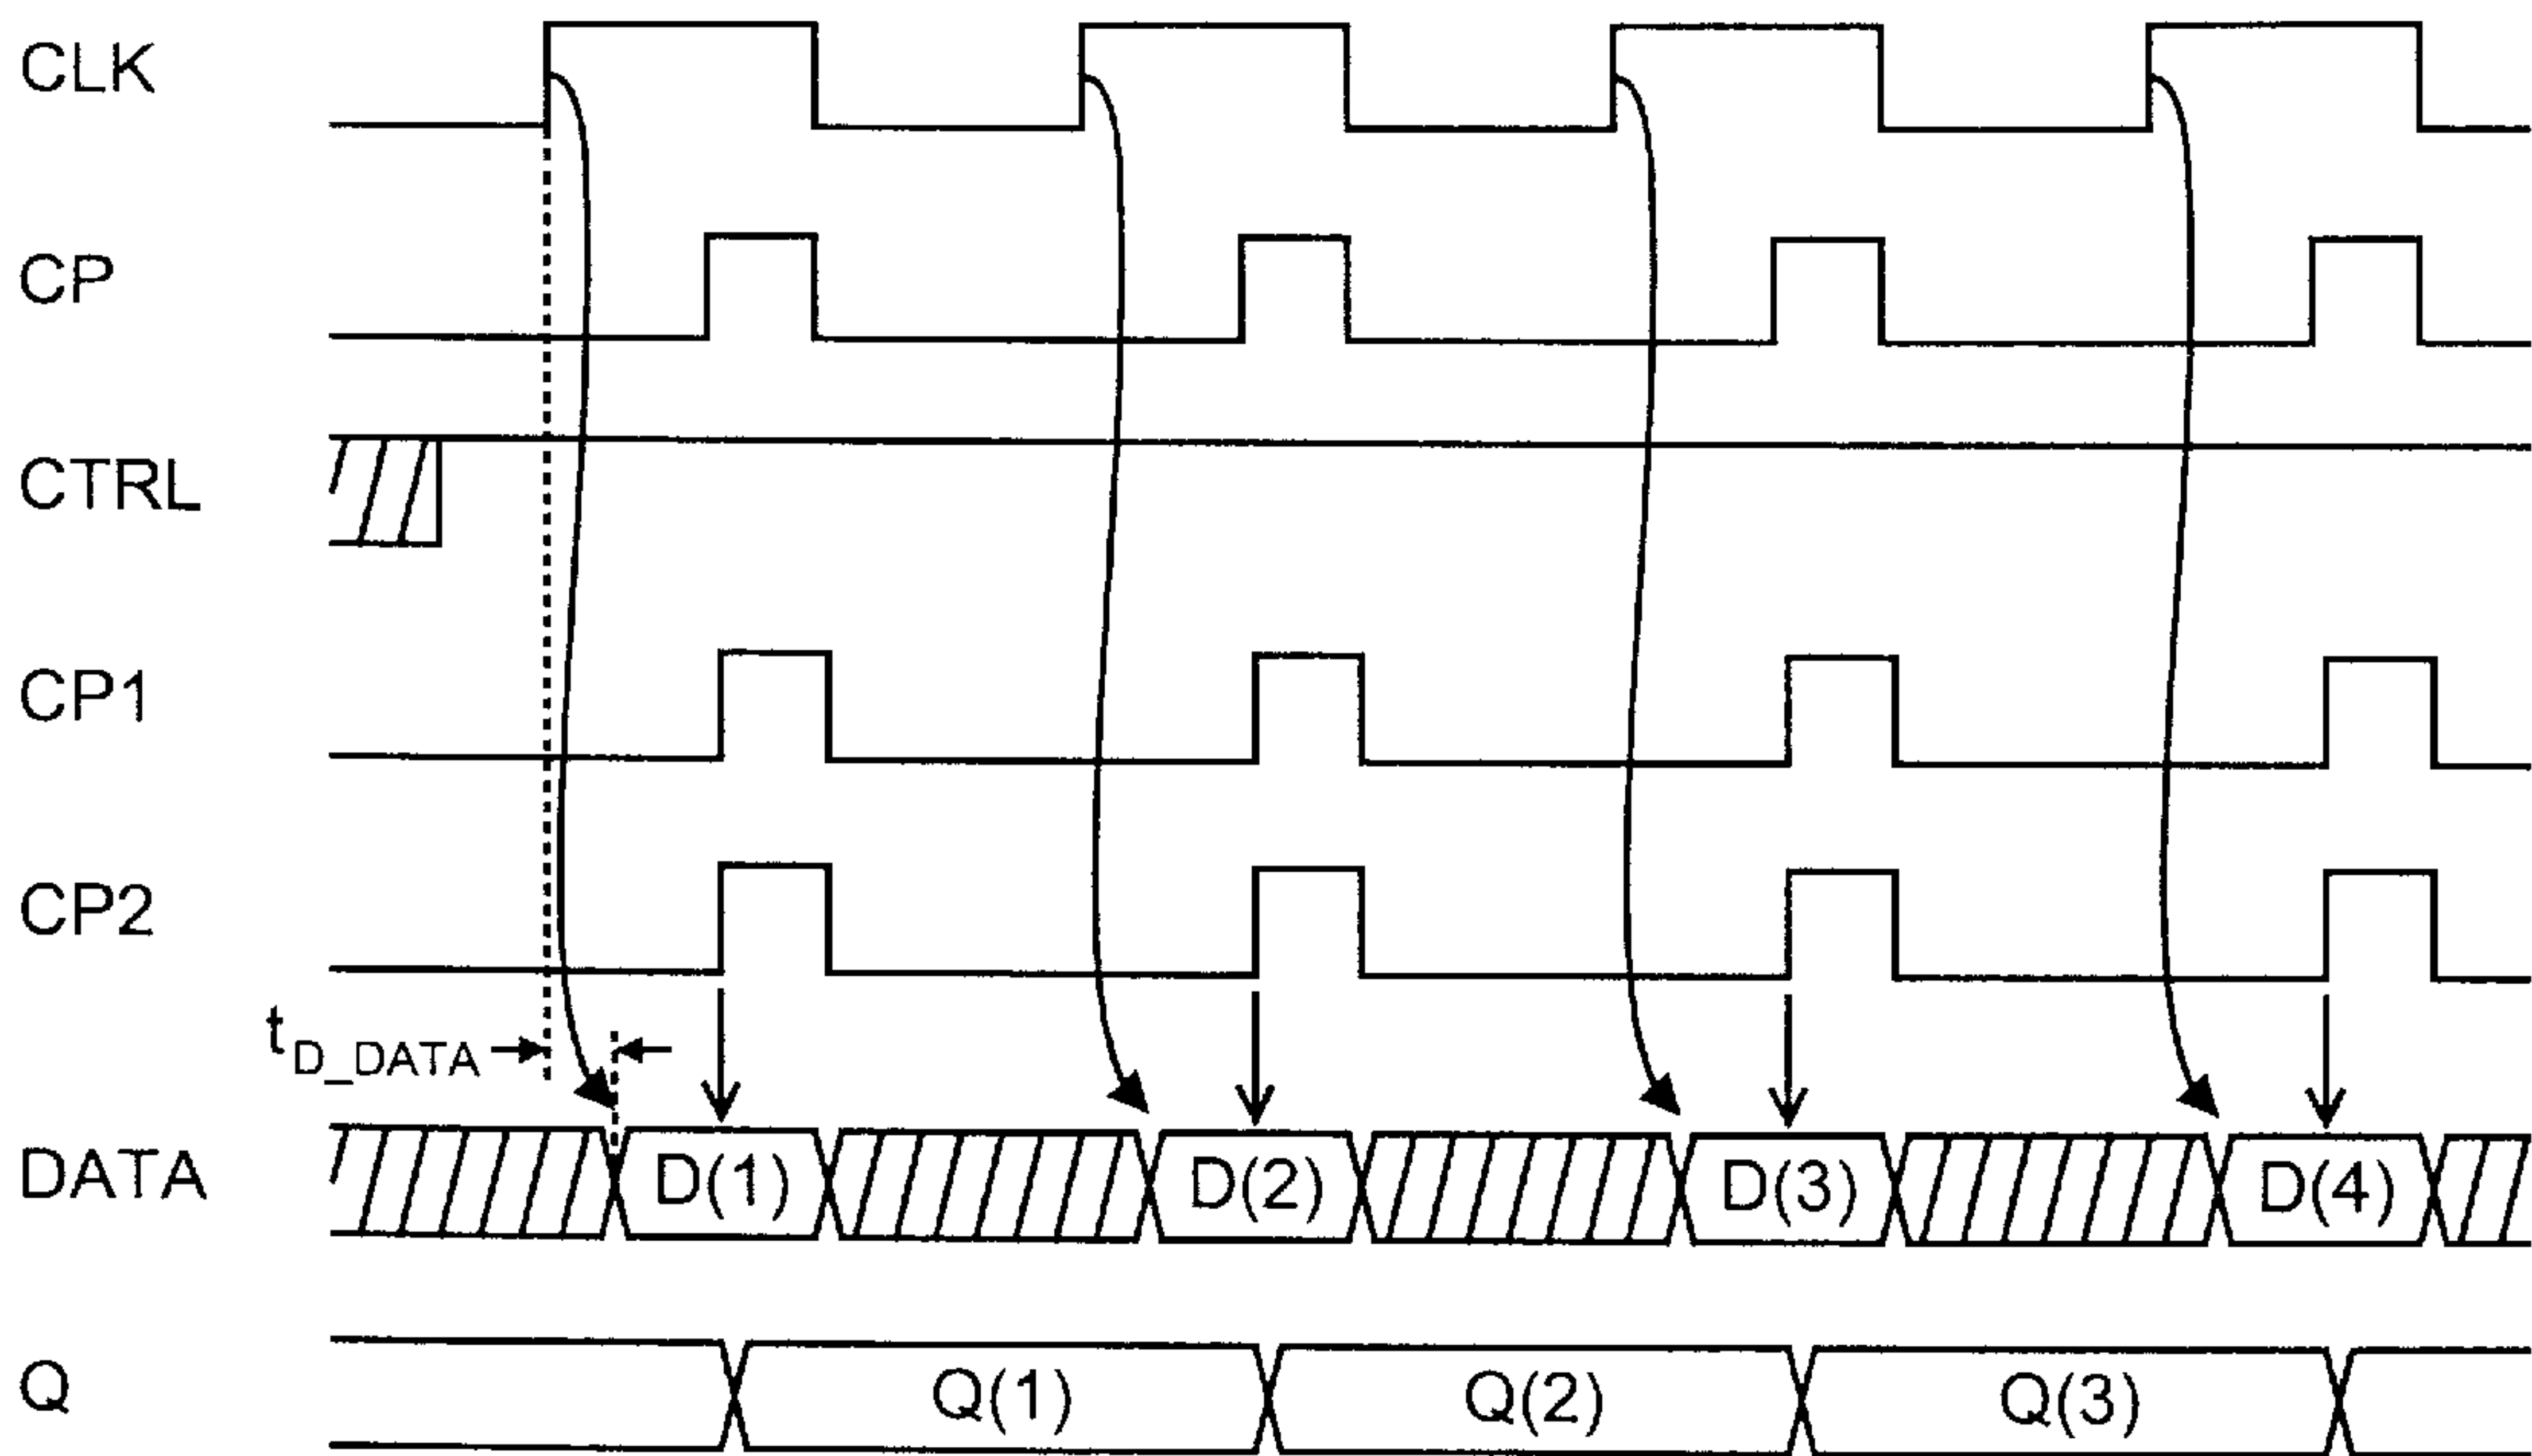 CLK
CP
CTRL
CP1
CP2
tD_DATA
DATA D(1) D(2) D(3) D(4)
Q Q(1) Q(2) Q(3)